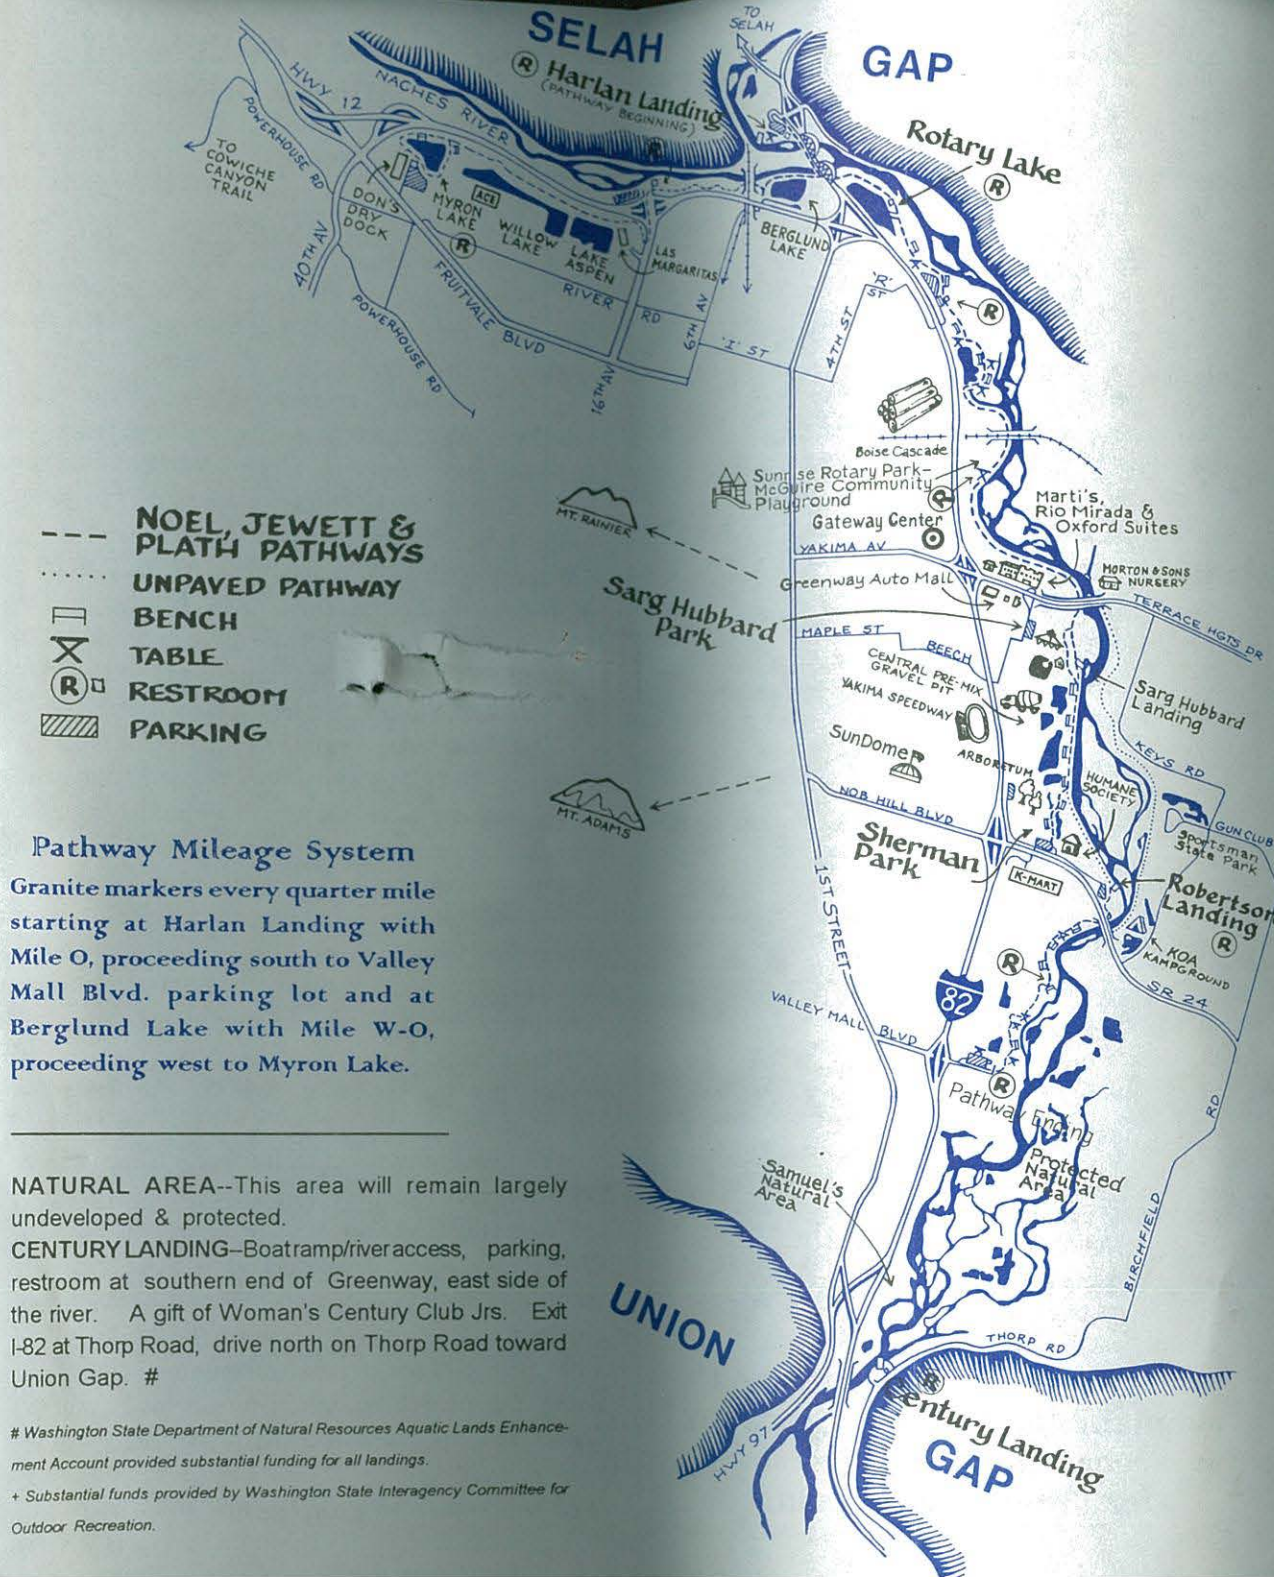 TO
SELAH
SELAH
GAP
Ⓡ Harlan Landing
(PATHWAY BEGINNING)
Rotary Lake
Ⓡ
HWY 12
NACHES RIVER
POWERHOUSE RD
TO
COWICHE
CANYON
TRAIL
40TH AV
DON'S
DRY
DOCK
MYRON
LAKE
ACE
WILLOW
LAKE
LAKE
ASPEN
LAS
MARGARITAS
BERGLUND
LAKE
Ⓡ
RIVER RD
FRUITVALE BLVD
POWERHOUSE RD
16TH AV
6TH AV
'I' ST
4TH ST
'R'
ST
Ⓡ
Boise Cascade
Sunrise Rotary Park-
McGuire Community
Playground
Ⓡ
Gateway Center
Marti's,
Rio Mirada &
Oxford Suites
MT. RAINIER
YAKIMA AV
Greenway Auto Mall
MORTON & SONS
NURSERY
TERRACE HGTS DR
Sarg Hubbard
Park
MAPLE ST
BEECH
CENTRAL PRE-MIX
GRAVEL PIT
YAKIMA SPEEDWAY
Sarg Hubbard
Landing
SunDome
ARBORETUM
KEYS RD
HUMANE
SOCIETY
MT. ADAMS
NOB HILL BLVD
GUN CLUB
Sportsman
State Park
Sherman
Park
K-MART
Robertson
Landing
Ⓡ
1ST STREET
KOA
KAMPGROUND
Ⓡ
SR 24
82
VALLEY MALL BLVD
Ⓡ
Pathway Ending
RD
Protected
Natural
Area
Samuel's
Natural
Area
BIRCHFIELD
UNION
THORP RD
Ⓡ
Century Landing
HWY 97
GAP
NOEL, JEWETT &
PLATH PATHWAYS
UNPAVED PATHWAY
BENCH
TABLE
Ⓡ RESTROOM
PARKING
Pathway Mileage System
Granite markers every quarter mile
starting at Harlan Landing with
Mile O, proceeding south to Valley
Mall Blvd. parking lot and at
Berglund Lake with Mile W-O,
proceeding west to Myron Lake.
NATURAL AREA--This area will remain largely
undeveloped & protected.
CENTURY LANDING--Boatramp/river access, parking,
restroom at southern end of Greenway, east side of
the river. A gift of Woman's Century Club Jrs. Exit
I-82 at Thorp Road, drive north on Thorp Road toward
Union Gap. #
# Washington State Department of Natural Resources Aquatic Lands Enhance-
ment Account provided substantial funding for all landings.
+ Substantial funds provided by Washington State Interagency Committee for
Outdoor Recreation.